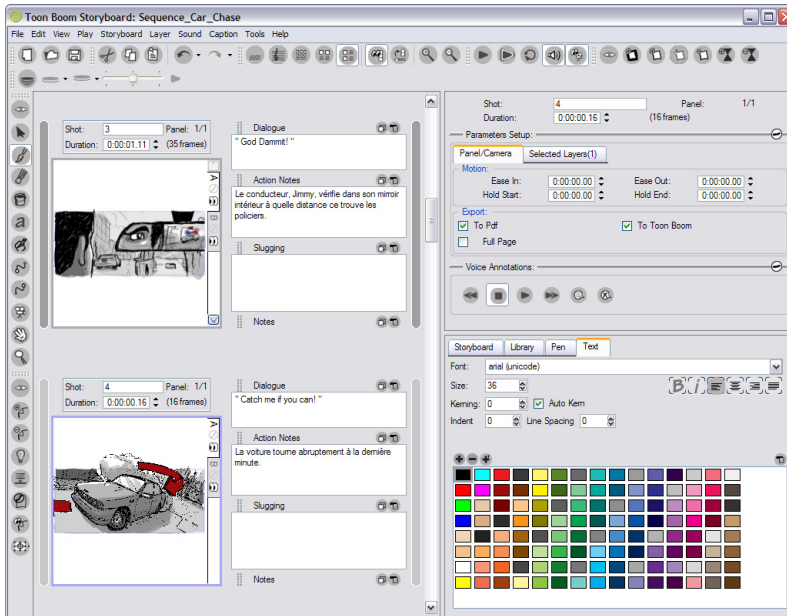 Toon Boom Storyboard: Sequence_Car_Chase
File Edit View Play Storyboard Layer Sound Caption Tools Help
Shot: 3 Panel: 1/1
Duration: 0:00:01.11 (35 frames)
A
B
Dialogue
" God Dammit! "
Action Notes
Le conducteur, Jimmy, vérifie dans son mirroir
intérieur à quelle distance ce trouve les
policiers.
Slugging
Notes
Shot: 4 Panel: 1/1
Duration: 0:00:00.16 (16 frames)
A
B
Dialogue
" Catch me if you can! "
Action Notes
La voiture tourne abruptement à la dernière
minute.
Slugging
Notes
Shot: 4 Panel: 1/1
Duration: 0:00:00.16 (16 frames)
Parameters Setup:
Panel/Camera Selected Layers(1)
Motion:
Ease In: 0:00:00.00 Ease Out: 0:00:00.00
Hold Start: 0:00:00.00 Hold End: 0:00:00.00
Export:
To Pdf To Toon Boom
Full Page
Voice Annotations:
Storyboard Library Pen Text
Font: arial (unicode)
Size: 36
B i
Kerning: 0 Auto Kern
Indent 0 Line Spacing 0